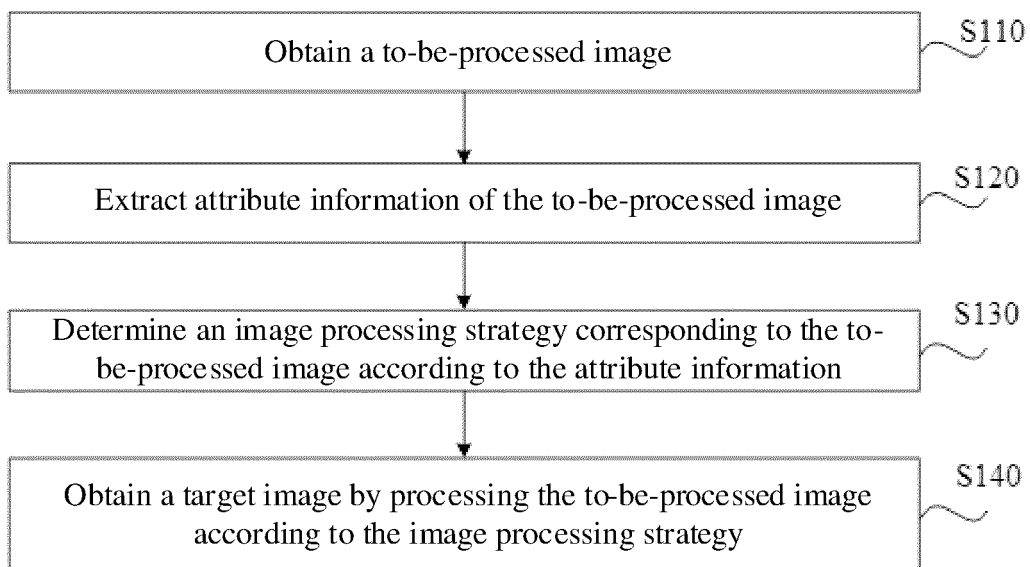 S110
Obtain a to-be-processed image
S120
Extract attribute information of the to-be-processed image
S130
Determine an image processing strategy corresponding to the to-
be-processed image according to the attribute information
S140
Obtain a target image by processing the to-be-processed image
according to the image processing strategy